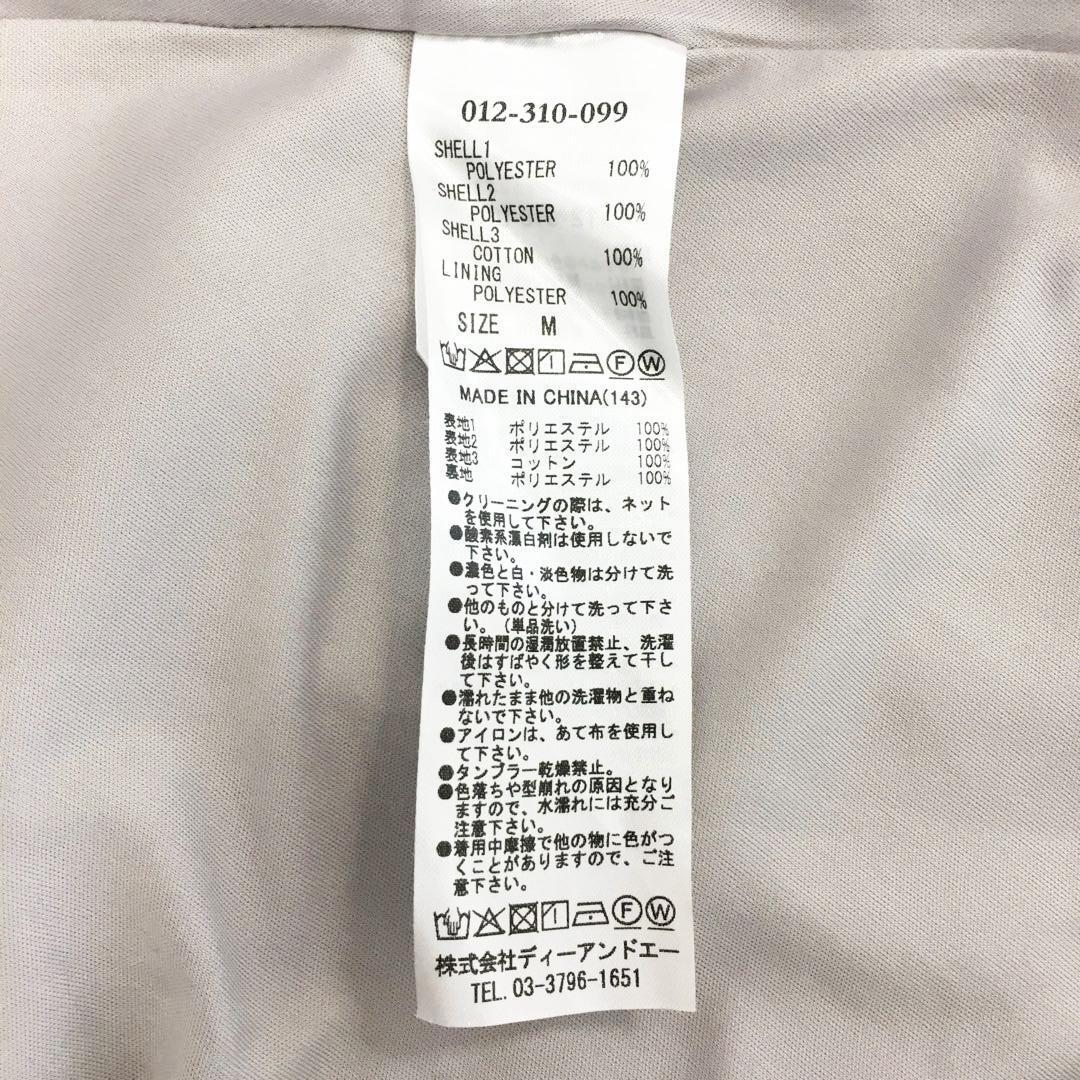 012-310-099
SHELL1
POLYESTER 100%
SHELL2
POLYESTER 100%
SHELL3
COTTON 100%
LINING
POLYESTER 100%
SIZE M
F W
MADE IN CHINA(143)
表地1 ポリエステル 100%
表地2 ポリエステル 100%
表地3 コットン 100%
裏地 ポリエステル 100%
●クリーニングの際は、ネット
を使用して下さい。
●酸素系漂白剤は使用しないで
下さい。
●濃色と白・淡色物は分けて洗
って下さい。
●他のものと分けて洗って下さ
い。(単品洗い)
●長時間の湿潤放置禁止、洗濯
後はすばやく形を整えて干し
て下さい。
●濡れたまま他の洗濯物と重ね
ないで下さい。
●アイロンは、あて布を使用し
て下さい。
●タンブラー乾燥禁止。
●色落ちや型崩れの原因となり
ますので、水濡れには充分ご
注意下さい。
●着用中摩擦で他の物に色がつ
くことがありますので、ご注
意下さい。
F W
株式会社ディーアンドエー
TEL. 03-3796-1651